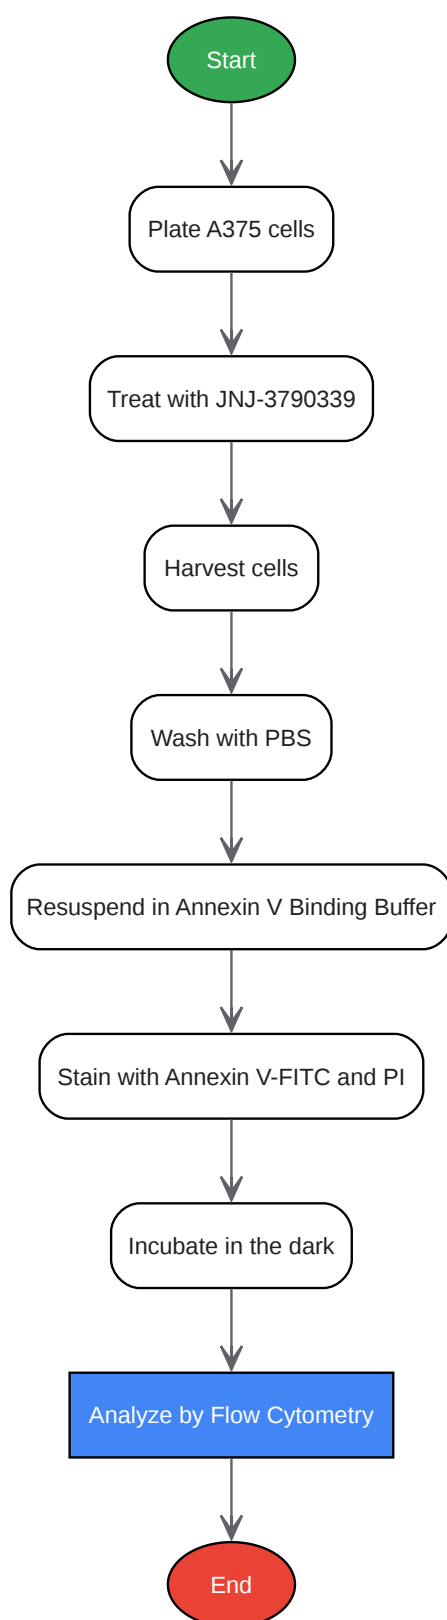 Start
Plate A375 cells
Treat with JNJ-3790339
Harvest cells
Wash with PBS
Resuspend in Annexin V Binding Buffer
Stain with Annexin V-FITC and PI
Incubate in the dark
Analyze by Flow Cytometry
End